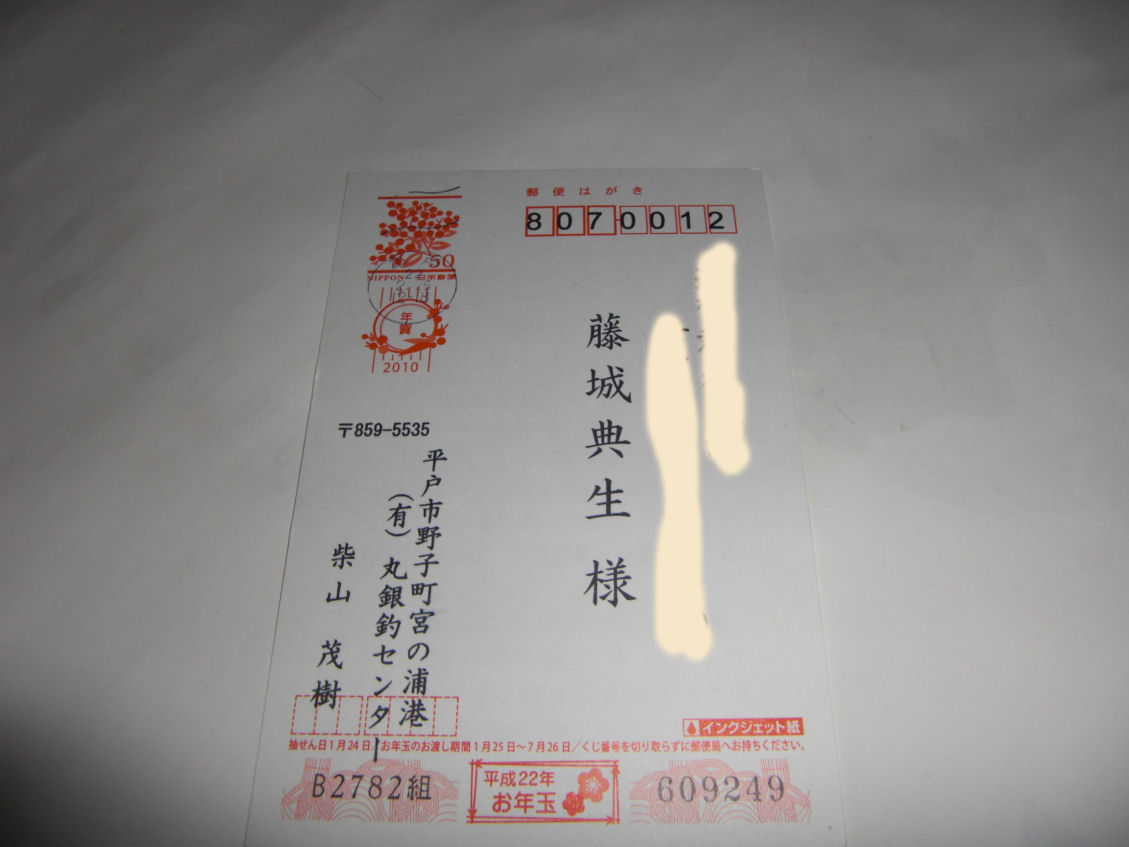 郵便はがき
8070012
藤城典生 様
50
NIPPON 日本郵便
年賀
2010
〒859-5535
平戸市野子町宮の浦港
(有) 丸銀釣センター
柴山 茂樹
インクジェット紙
抽せん日1月24日 お年玉のお渡し期間1月25日～7月26日／くじ番号を切り取らずに郵便局へお持ちください。
B2782組
平成22年
お年玉
609249